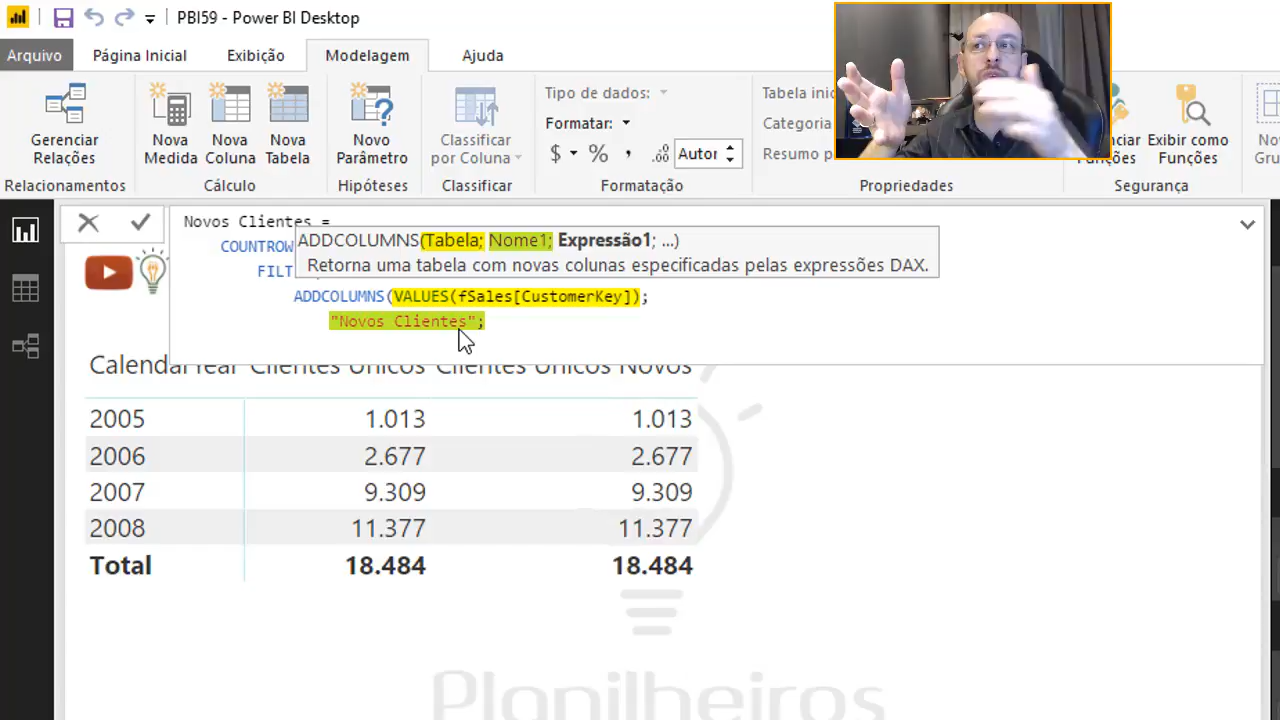 PBI59 - Power BI Desktop
Arquivo Página Inicial Exibição Modelagem Ajuda
Gerenciar Relações
Nova Medida
Nova Coluna
Nova Tabela
Novo Parâmetro
Classificar por Coluna
Tipo de dados:
Formatar:
$ % , .00 Autor
Tabela
Categoria
Resumo
Funções
Exibir como Funções
Relacionamentos Cálculo Hipóteses Classificar Formatação Propriedades Segurança
Novos Clientes =
COUNTROW
ADDCOLUMNS(Tabela; Nome1; Expressão1; ...)
Retorna uma tabela com novas colunas especificadas pelas expressões DAX.
FILT
ADDCOLUMNS(VALUES(fSales[CustomerKey]);
"Novos Clientes";
CalendarYear Clientes Únicos Clientes Únicos Novos
2005 1.013 1.013
2006 2.677 2.677
2007 9.309 9.309
2008 11.377 11.377
Total 18.484 18.484
Planilheiros